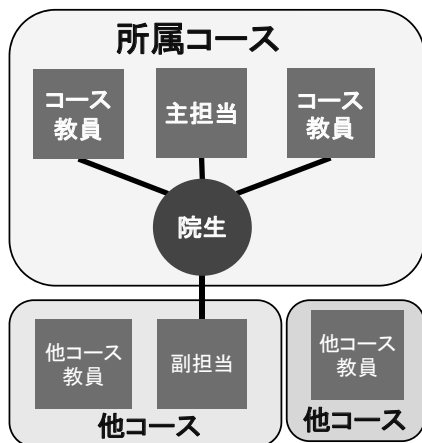 所属コース
コース
教員
主担当
コース
教員
院生
他コース
教員
副担当
他コース
教員
他コース
他コース